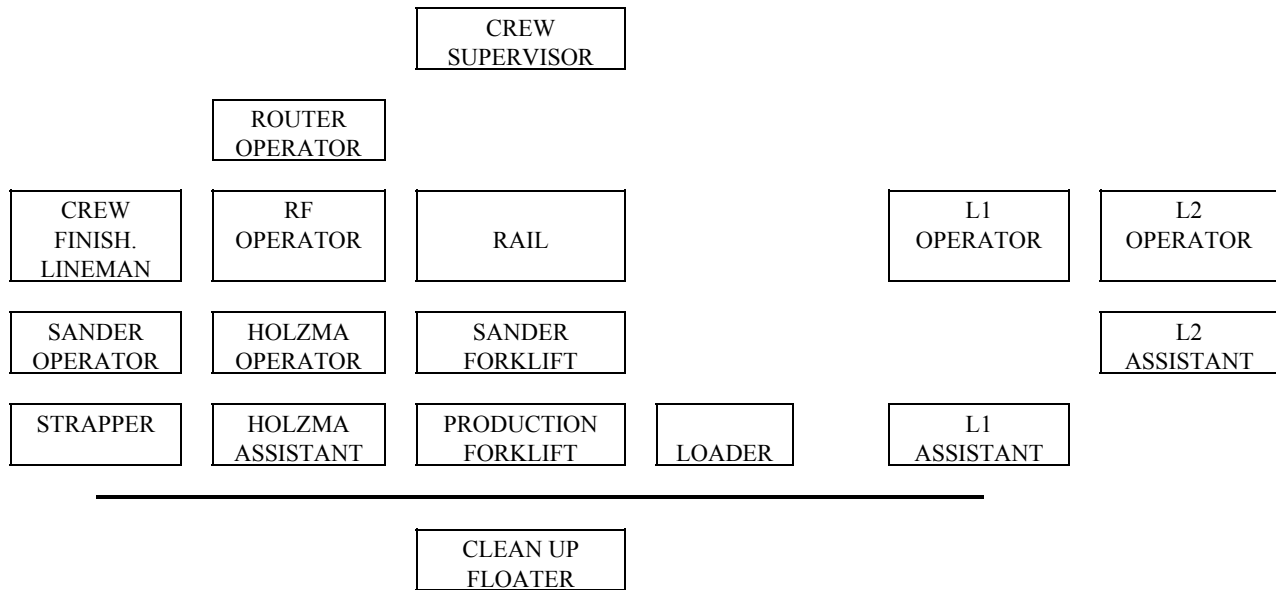 CREW
SUPERVISOR
ROUTER
OPERATOR
CREW
FINISH.
LINEMAN
RF
OPERATOR
RAIL
L1
OPERATOR
L2
OPERATOR
SANDER
OPERATOR
HOLZMA
OPERATOR
SANDER
FORKLIFT
L2
ASSISTANT
STRAPPER
HOLZMA
ASSISTANT
PRODUCTION
FORKLIFT
LOADER
L1
ASSISTANT
CLEAN UP
FLOATER